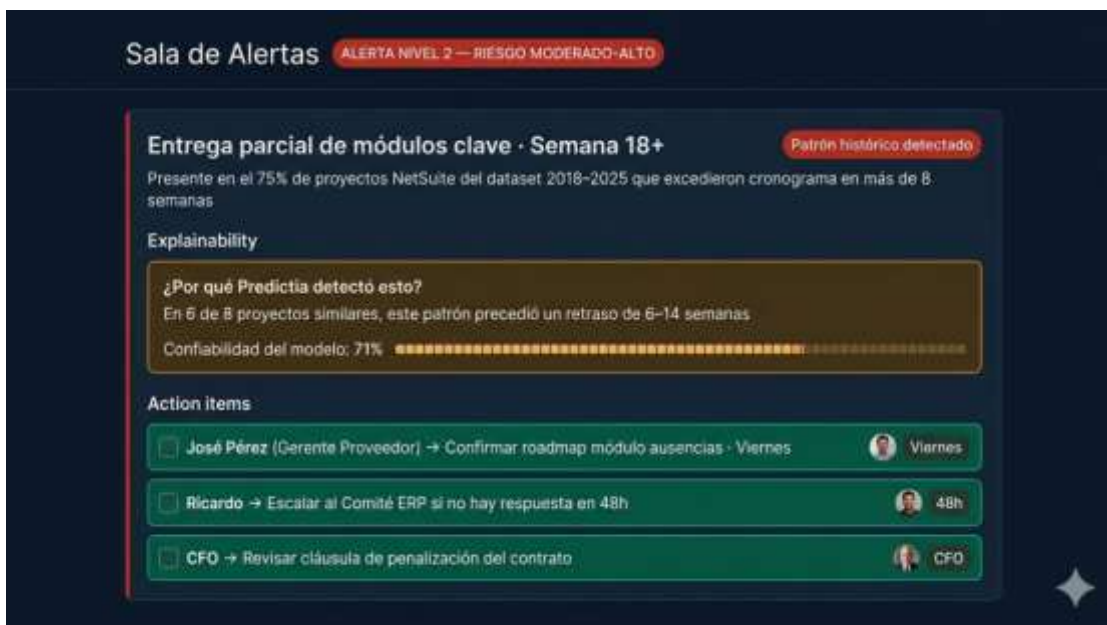 Sala de Alertas ALERTA NIVEL 2 — RIESGO MODERADO-ALTO
Entrega parcial de módulos clave · Semana 18+ Patrón histórico detectado
Presente en el 75% de proyectos NetSuite del dataset 2018–2025 que excedieron cronograma en más de 8
semanas
Explainability
¿Por qué Predictia detectó esto?
En 6 de 8 proyectos similares, este patrón precedió un retraso de 6–14 semanas
Confiabilidad del modelo: 71%
Action items
José Pérez (Gerente Proveedor) → Confirmar roadmap módulo ausencias · Viernes Viernes
Ricardo → Escalar al Comité ERP si no hay respuesta en 48h 48h
CFO → Revisar cláusula de penalización del contrato CFO